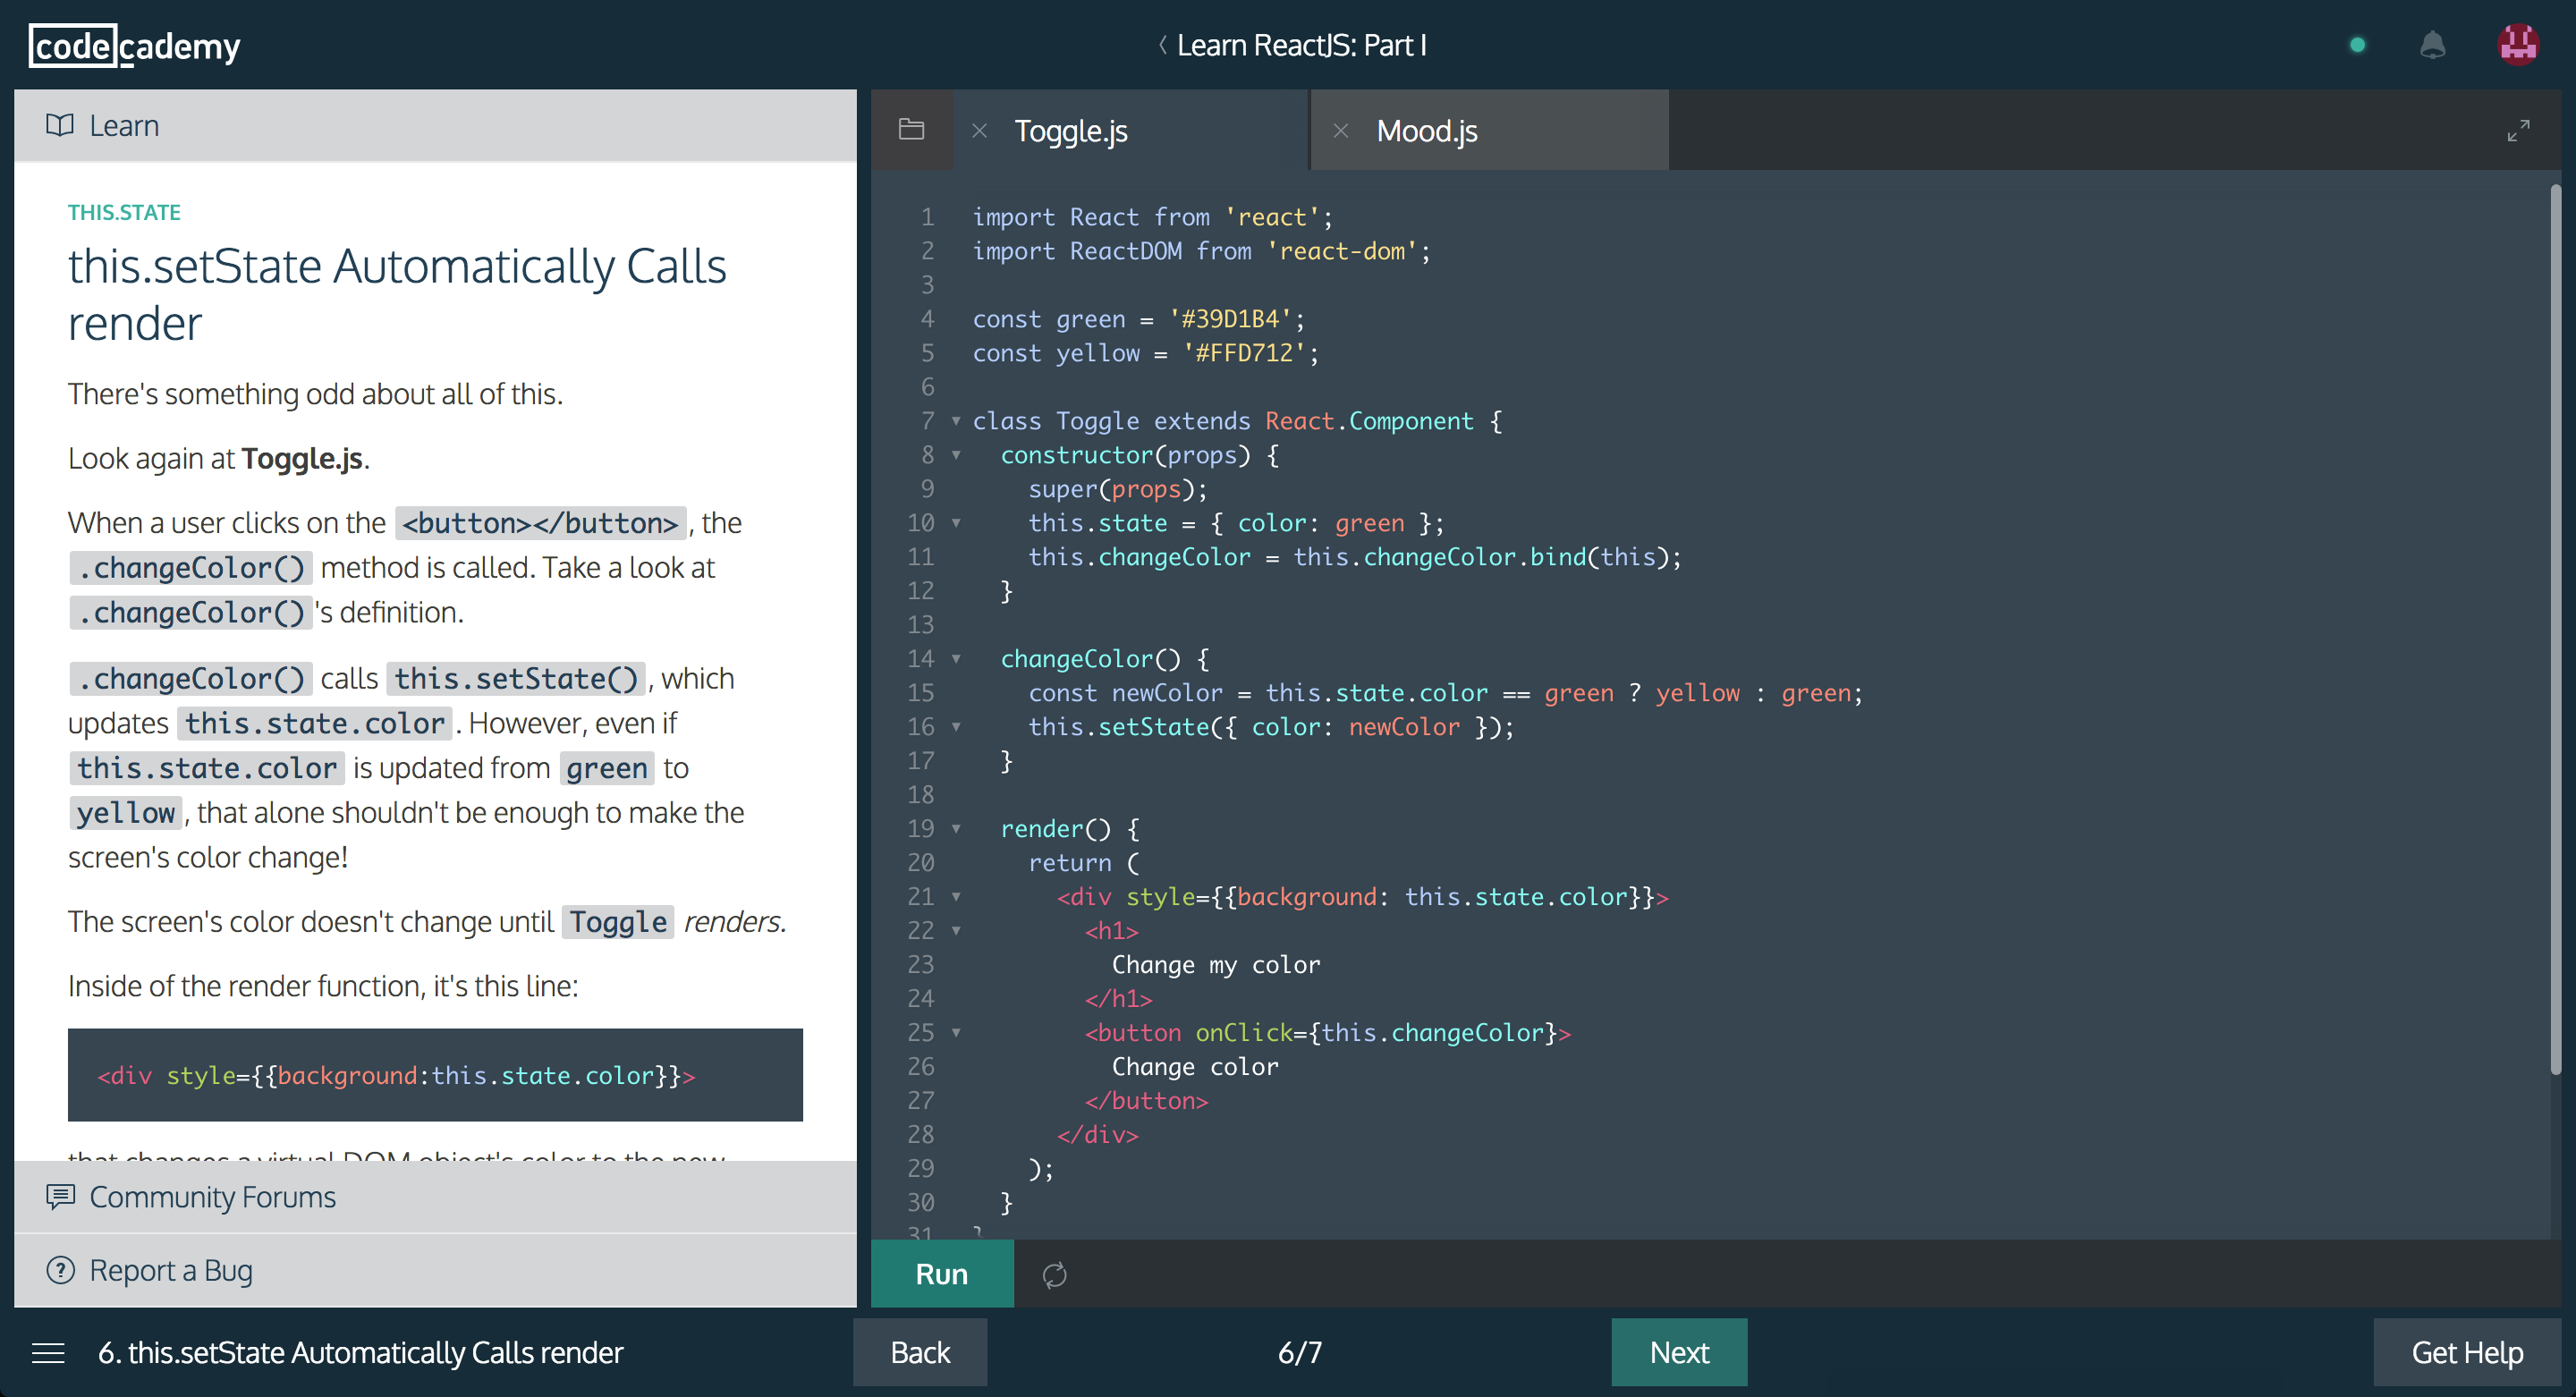 codecademy
Learn ReactJS: Part I
Learn
THIS.STATE
this.setState Automatically Calls
render
There's something odd about all of this.
Look again at Toggle.js.
When a user clicks on the <button></button>, the
.changeColor() method is called. Take a look at
.changeColor()'s definition.
.changeColor() calls this.setState(), which
updates this.state.color. However, even if
this.state.color is updated from green to
yellow, that alone shouldn't be enough to make the
screen's color change!
The screen's color doesn't change until Toggle renders.
Inside of the render function, it's this line:
<div style={{background:this.state.color}}>
that changes a virtual DOM object's color to the new
Community Forums
Report a Bug
Toggle.js
Mood.js
1 import React from 'react';
2 import ReactDOM from 'react-dom';
3
4 const green = '#39D1B4';
5 const yellow = '#FFD712';
6
7 class Toggle extends React.Component {
8 constructor(props) {
9 super(props);
10 this.state = { color: green };
11 this.changeColor = this.changeColor.bind(this);
12 }
13
14 changeColor() {
15 const newColor = this.state.color == green ? yellow : green;
16 this.setState({ color: newColor });
17 }
18
19 render() {
20 return (
21 <div style={{background: this.state.color}}>
22 <h1>
23 Change my color
24 </h1>
25 <button onClick={this.changeColor}>
26 Change color
27 </button>
28 </div>
29 );
30 }
31 }
Run
6. this.setState Automatically Calls render
Back
6/7
Next
Get Help